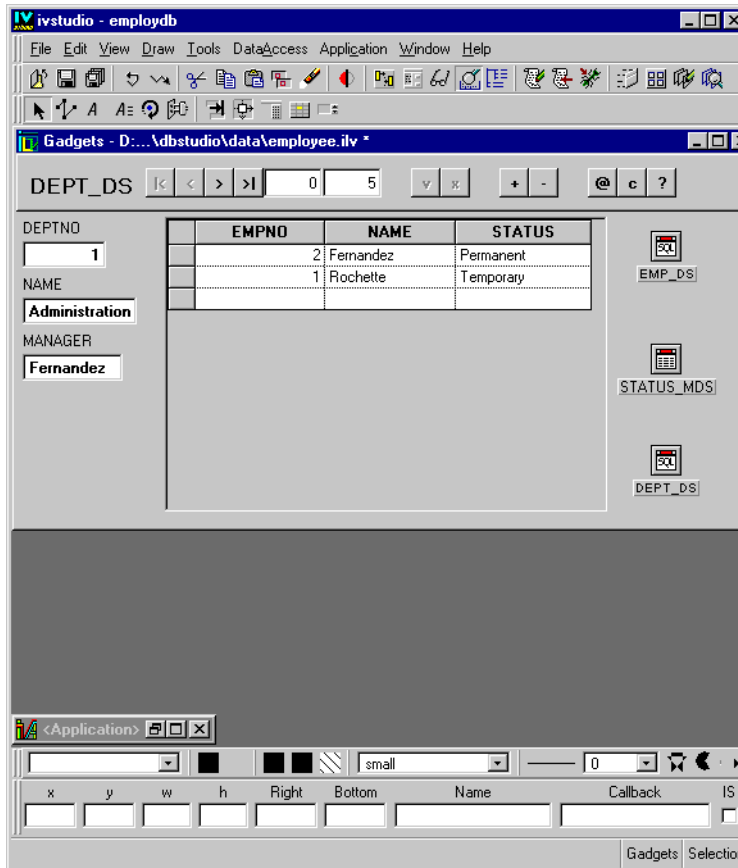 ivstudio - employdb
File Edit View Draw Tools DataAccess Application Window Help
A A
Gadgets - D:...\dbstudio\data\employee.ilv *
DEPT_DS |< < > >| 0 5 v x + - @ c ?
DEPTNO
1
NAME
Administration
MANAGER
Fernandez
EMPNO NAME STATUS
2 Fernandez Permanent
1 Rochette Temporary
SQL
EMP_DS
STATUS_MDS
SQL
DEPT_DS
<Application>
small 0
x y w h Right Bottom Name Callback IS
Gadgets Selectio